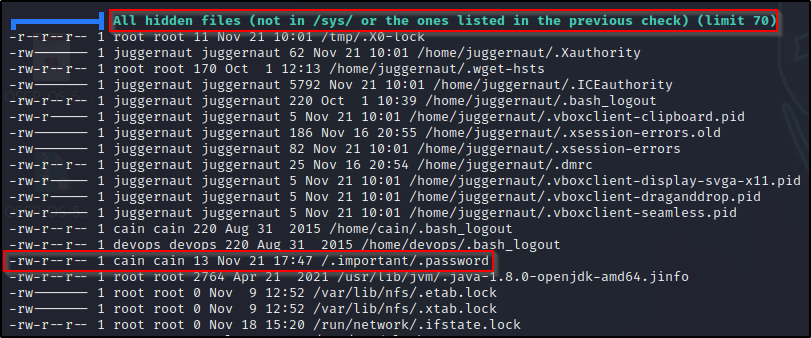 All hidden files (not in /sys/ or the ones listed in the previous check) (limit 70)
-r--r--r-- 1 root root 11 Nov 21 10:01 /tmp/.X0-lock
-rw------- 1 juggernaut juggernaut 62 Nov 21 10:01 /home/juggernaut/.Xauthority
-rw-r--r-- 1 root root 170 Oct  1 12:13 /home/juggernaut/.wget-hsts
-rw------- 1 juggernaut juggernaut 5792 Nov 21 10:01 /home/juggernaut/.ICEauthority
-rw-r--r-- 1 juggernaut juggernaut 220 Oct  1 10:39 /home/juggernaut/.bash_logout
-rw-r----- 1 juggernaut juggernaut 5 Nov 21 10:01 /home/juggernaut/.vboxclient-clipboard.pid
-rw------- 1 juggernaut juggernaut 186 Nov 16 20:55 /home/juggernaut/.xsession-errors.old
-rw------- 1 juggernaut juggernaut 82 Nov 21 10:01 /home/juggernaut/.xsession-errors
-rw-r--r-- 1 juggernaut juggernaut 25 Nov 16 20:54 /home/juggernaut/.dmrc
-rw-r----- 1 juggernaut juggernaut 5 Nov 21 10:01 /home/juggernaut/.vboxclient-display-svga-x11.pid
-rw-r----- 1 juggernaut juggernaut 5 Nov 21 10:01 /home/juggernaut/.vboxclient-draganddrop.pid
-rw-r----- 1 juggernaut juggernaut 5 Nov 21 10:01 /home/juggernaut/.vboxclient-seamless.pid
-rw-r--r-- 1 cain cain 220 Aug 31  2015 /home/cain/.bash_logout
-rw-r--r-- 1 devops devops 220 Aug 31  2015 /home/devops/.bash_logout
-rw-r--r-- 1 cain cain 13 Nov 21 17:47 /.important/.password
-rw-r--r-- 1 root root 2764 Apr 21  2021 /usr/lib/jvm/.java-1.8.0-openjdk-amd64.jinfo
-rw------- 1 root root 0 Nov  9 12:52 /var/lib/nfs/.etab.lock
-rw------- 1 root root 0 Nov  9 12:52 /var/lib/nfs/.xtab.lock
-rw-r--r-- 1 root root 0 Nov 18 15:20 /run/network/.ifstate.lock